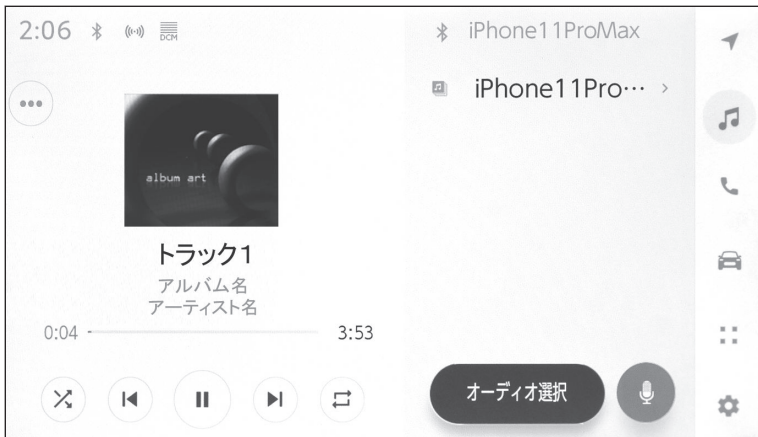 2:06
DCM
album art
トラック1
アルバム名
アーティスト名
0:04
3:53
iPhone11ProMax
iPhone11Pro…
オーディオ選択